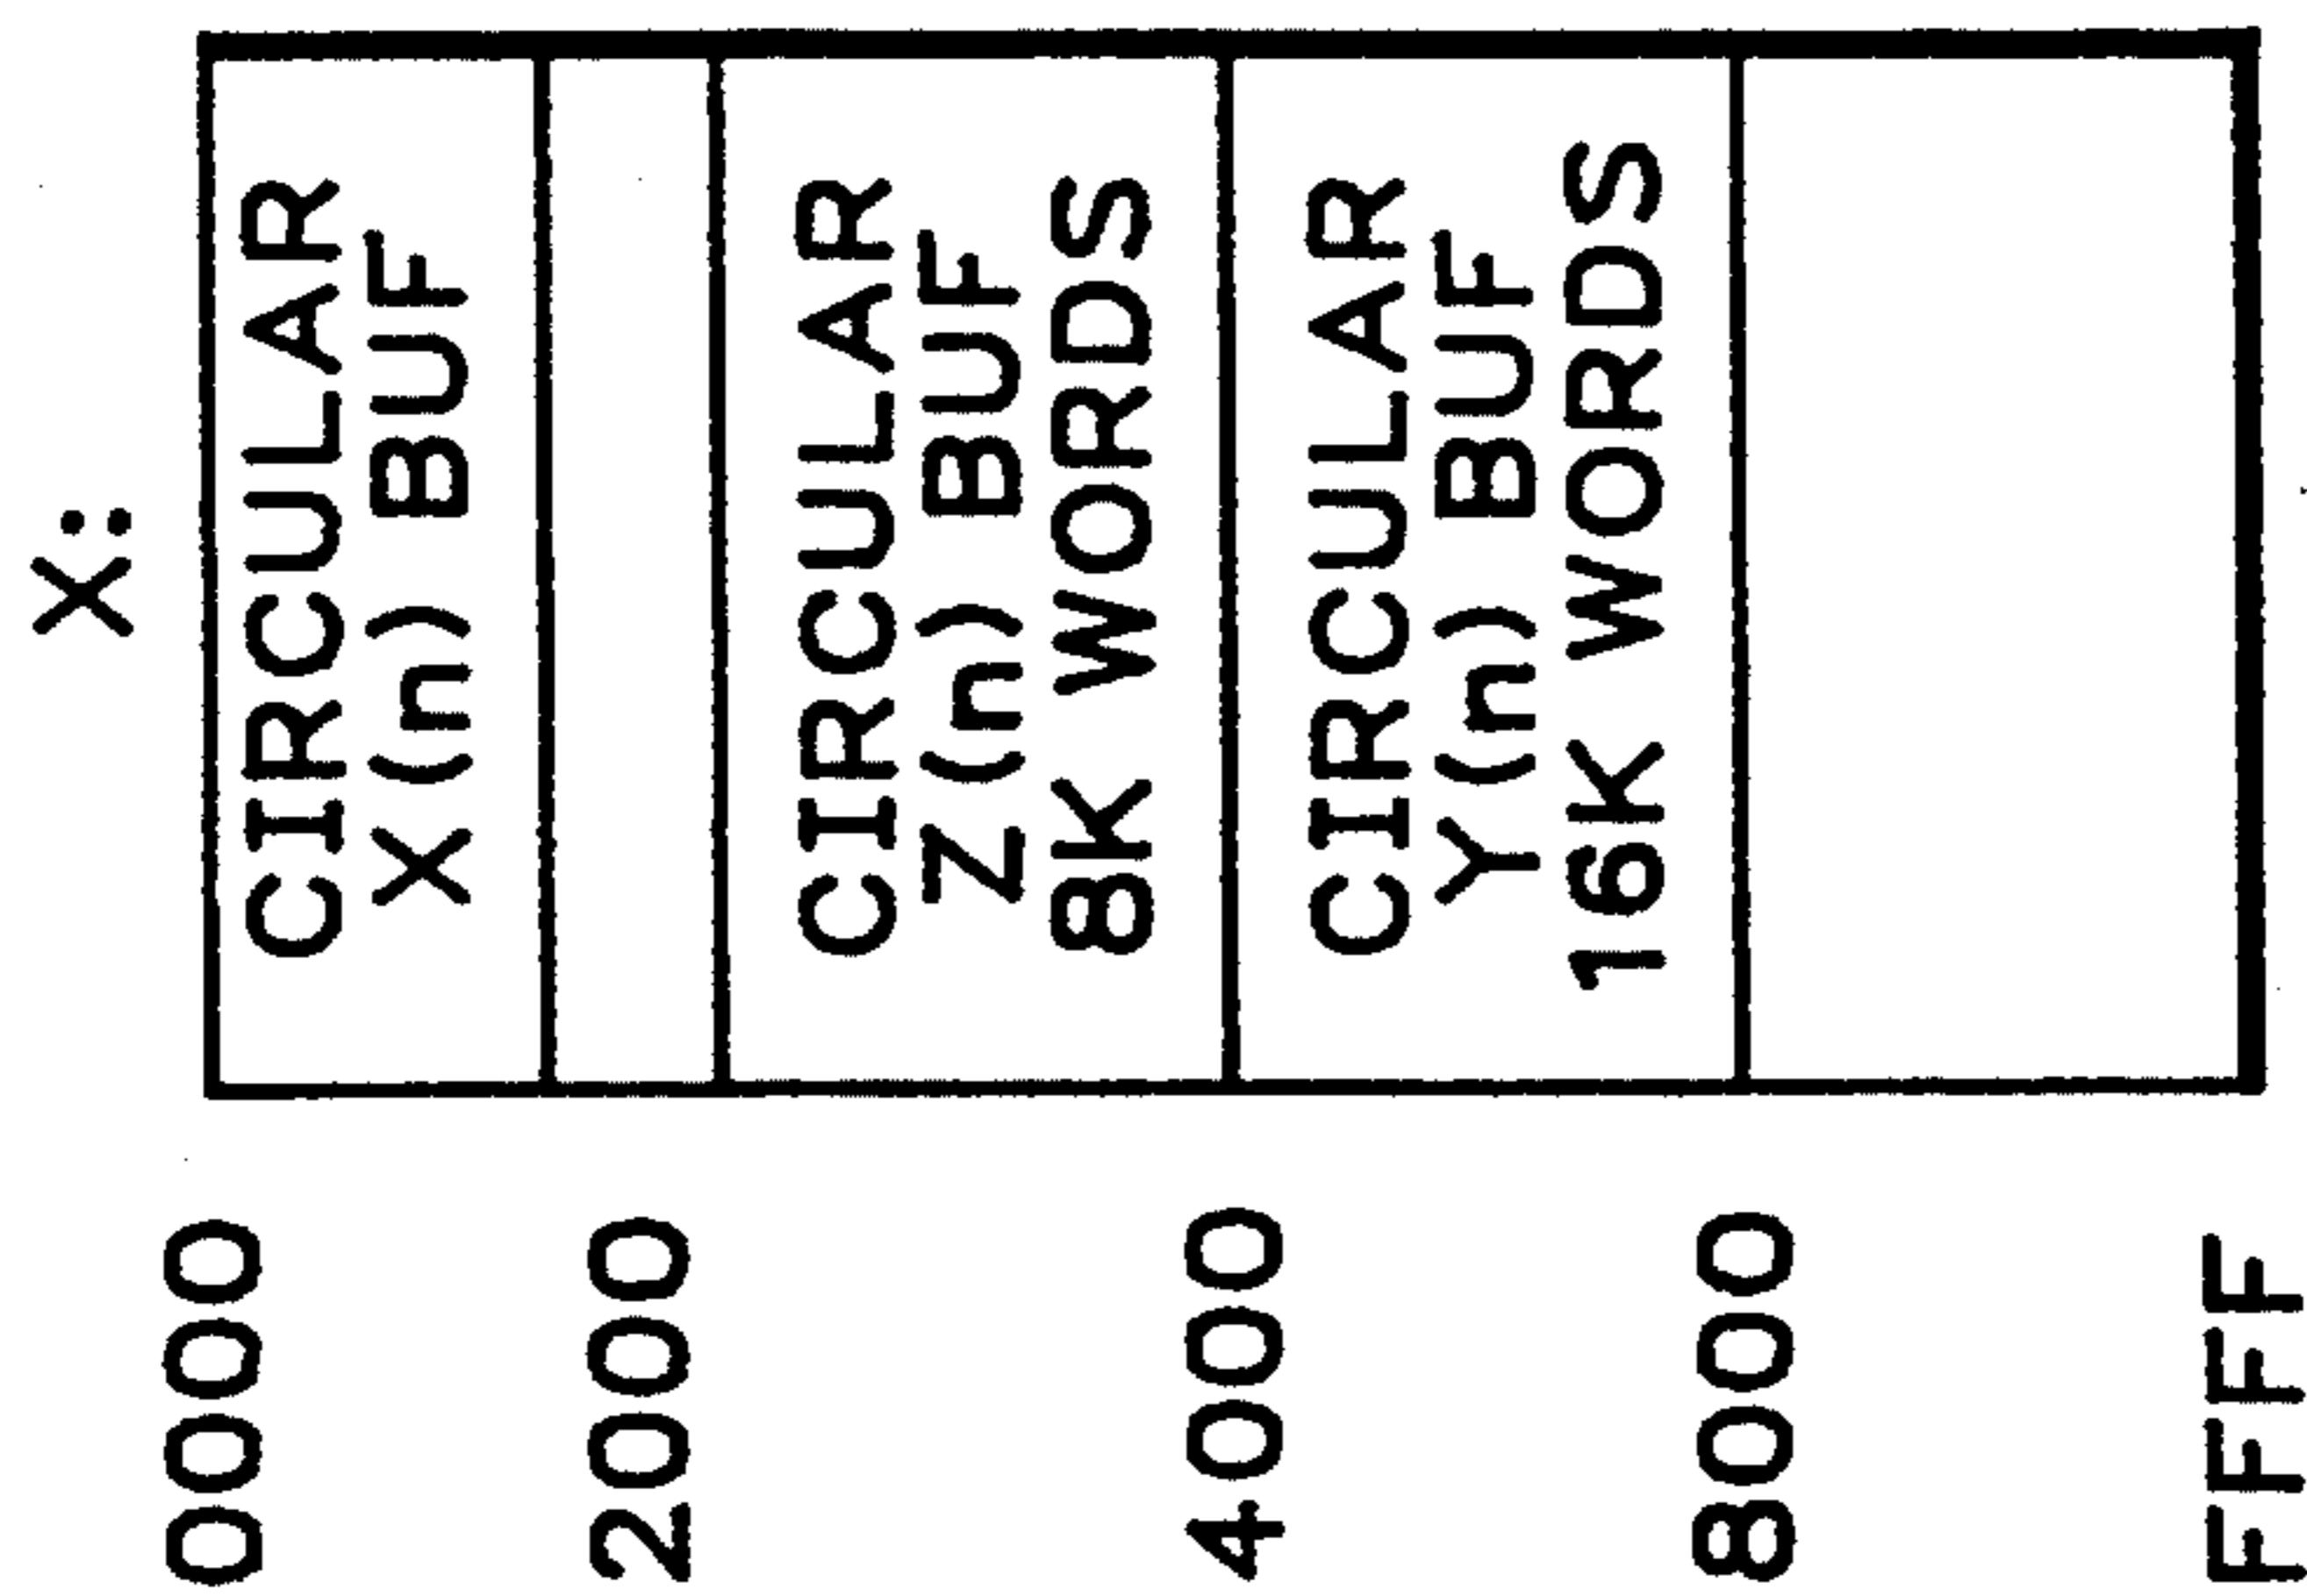 X:
0000
CIRCULAR
X(n) BUF
2000
CIRCULAR
Z(n) BUF
8K WORDS
4000
CIRCULAR
Y(n) BUF
16K WORDS
8000
FFFF